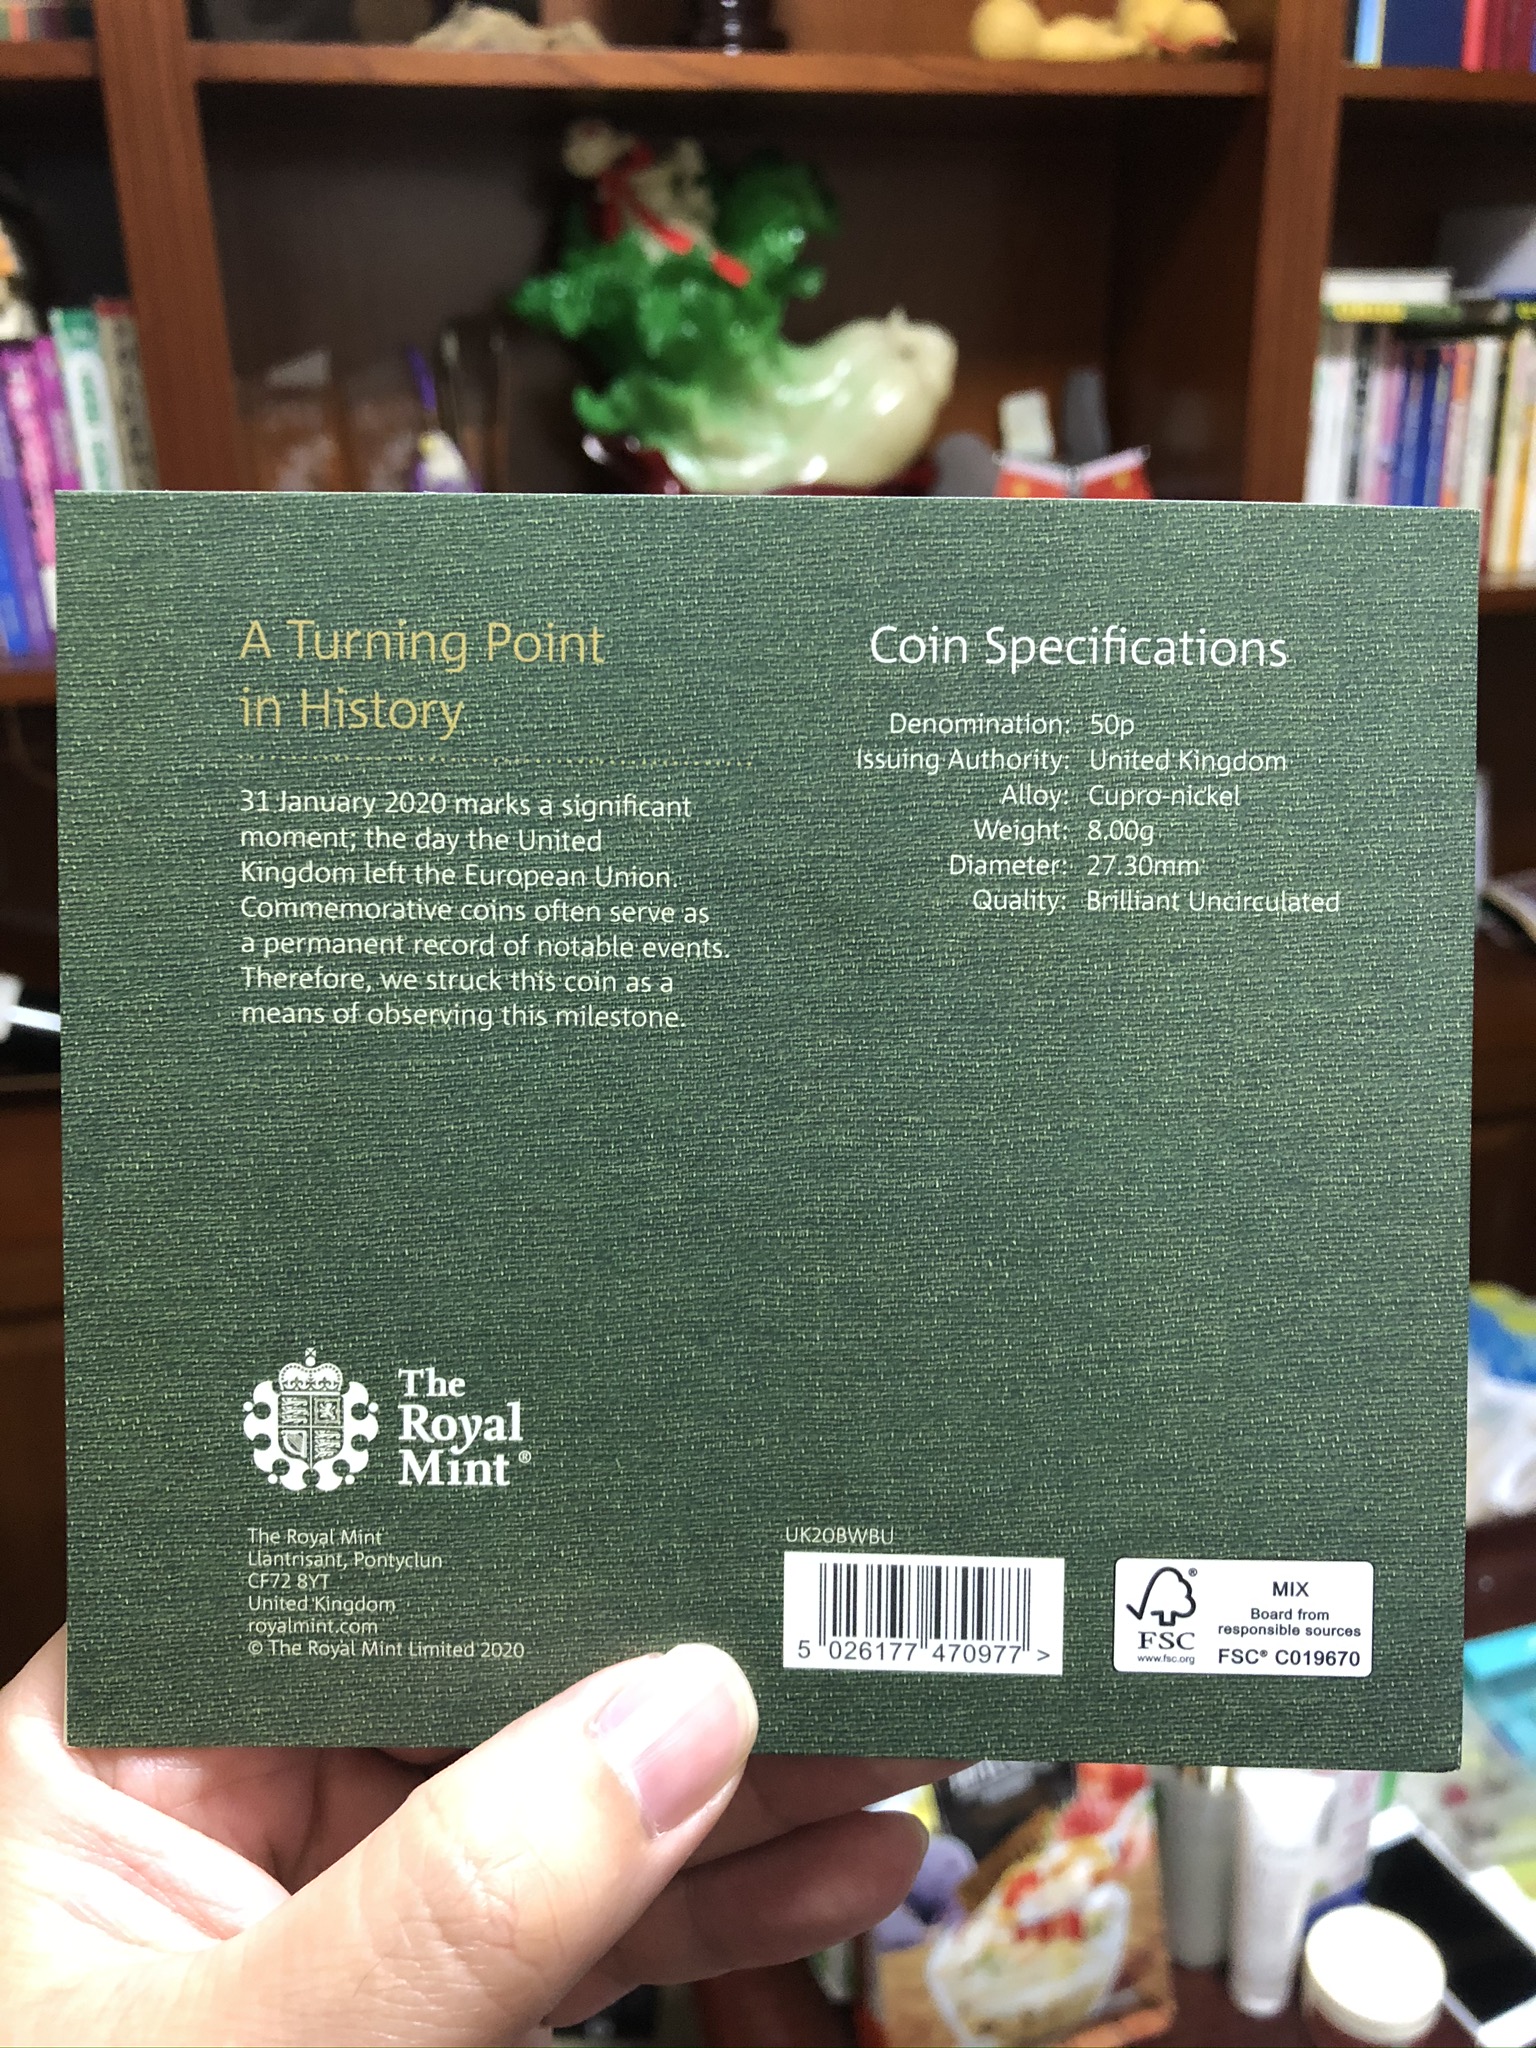 A Turning Point
in History
31 January 2020 marks a significant
moment; the day the United
Kingdom left the European Union.
Commemorative coins often serve as
a permanent record of notable events.
Therefore, we struck this coin as a
means of observing this milestone.
Coin Specifications
Denomination: 50p
Issuing Authority: United Kingdom
Alloy: Cupro-nickel
Weight: 8.00g
Diameter: 27.30mm
Quality: Brilliant Uncirculated
The
Royal
Mint®
The Royal Mint
Llantrisant, Pontyclun
CF72 8YT
United Kingdom
royalmint.com
© The Royal Mint Limited 2020
UK20BWBU
5 026177 470977 >
FSC®
www.fsc.org
MIX
Board from
responsible sources
FSC® C019670